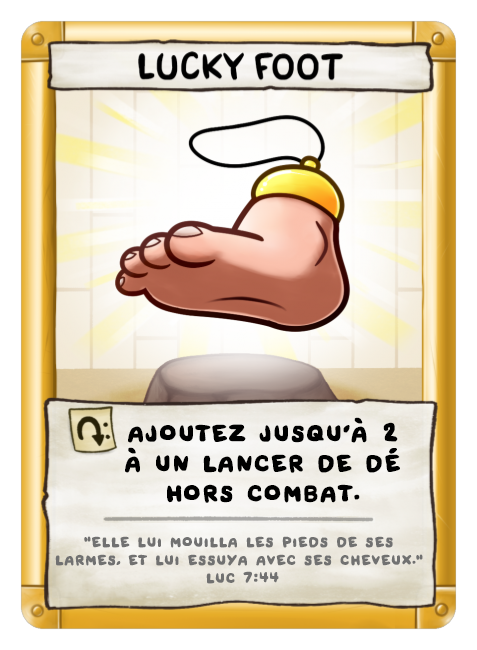 LUCKY FOOT
AJOUTEZ JUSQU'À 2
À UN LANCER DE DÉ
HORS COMBAT.
"ELLE LUI MOUILLA LES PIEDS DE SES
LARMES, ET LUI ESSUYA AVEC SES CHEVEUX."
LUC 7:44